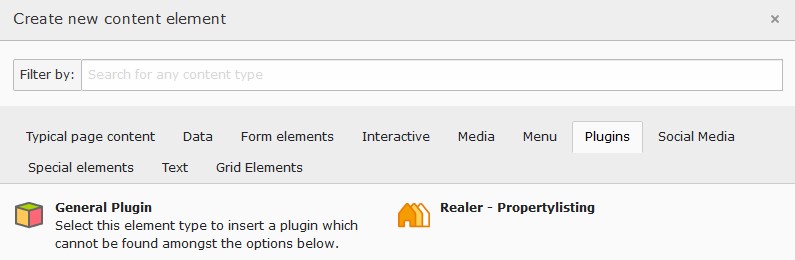 Create new content element ×
Filter by: Search for any content type
Typical page content Data Form elements Interactive Media Menu Plugins Social Media
Special elements Text Grid Elements
General Plugin
Select this element type to insert a plugin which
cannot be found amongst the options below.
Realer - Propertylisting